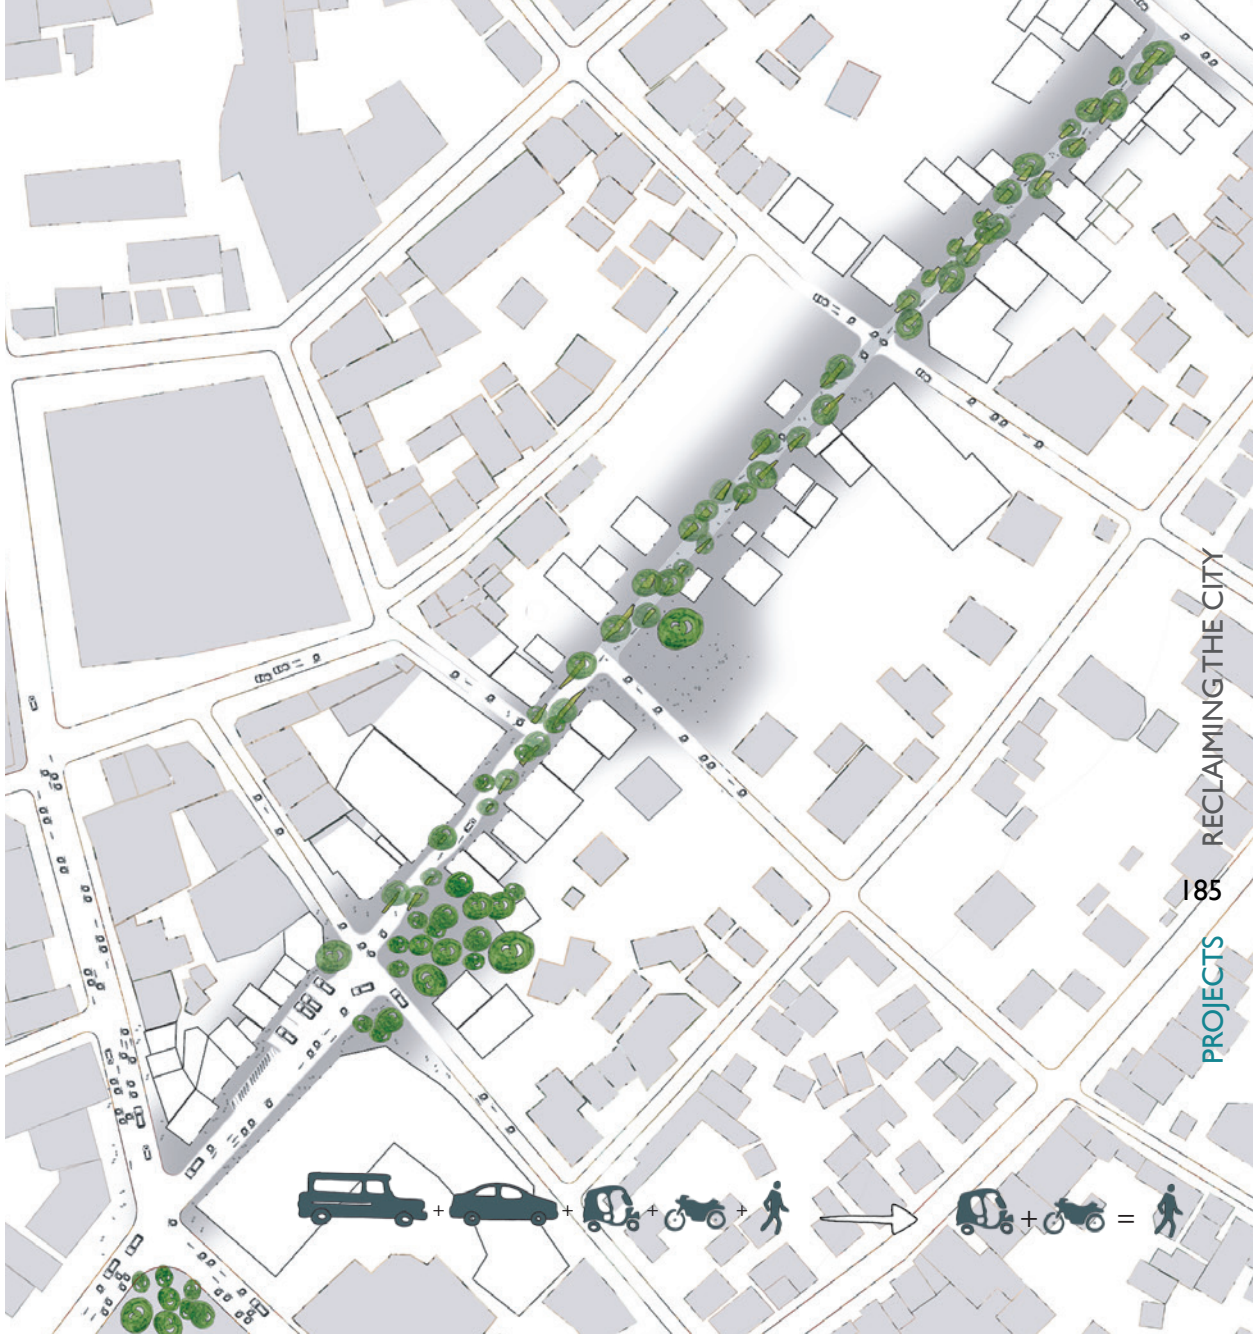 RECLAIMING THE CITY
185
PROJECTS
+ + + +
+ =